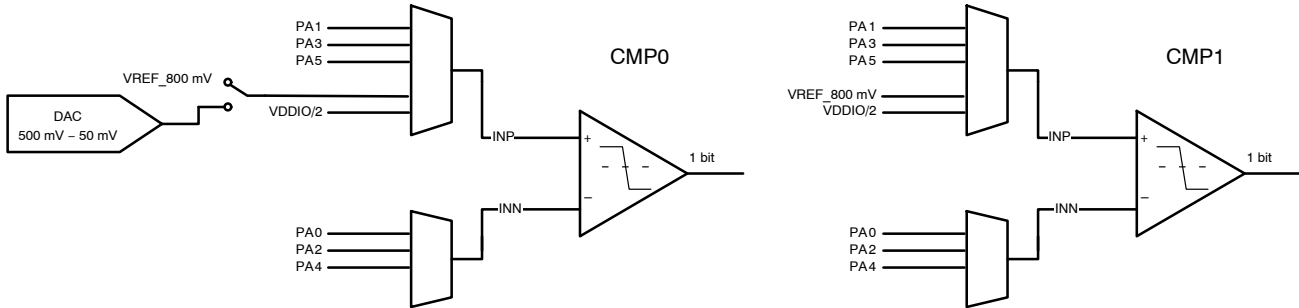 PA1
PA3
PA5
VREF_800 mV
DAC
500 mV – 50 mV
VDDIO/2
CMP0
INP
+
–
1 bit
INN
PA0
PA2
PA4
PA1
PA3
PA5
VREF_800 mV
VDDIO/2
CMP1
INP
+
–
1 bit
INN
PA0
PA2
PA4